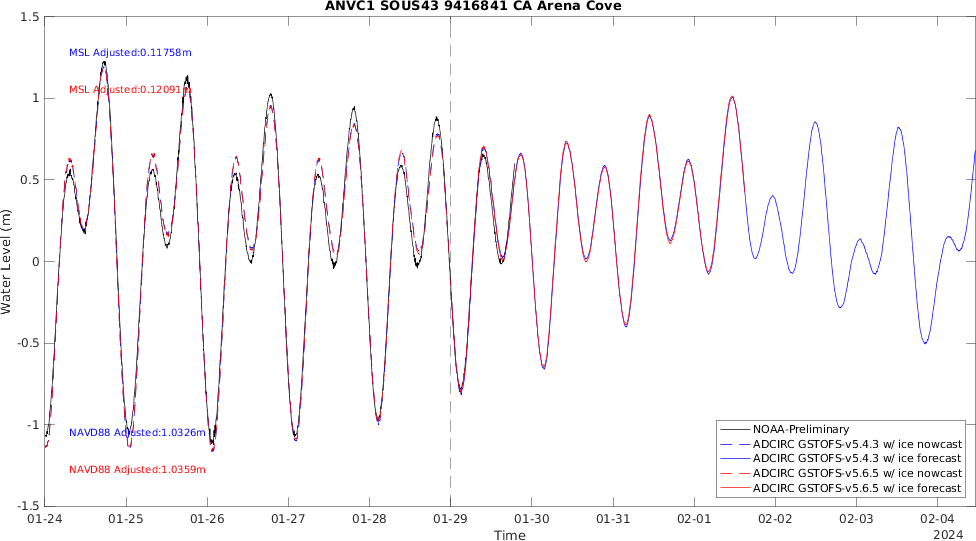 ANVC1 SOUS43 9416841 CA Arena Cove
Water Level (m)
1.5
1
0.5
0
-0.5
-1
-1.5
MSL Adjusted:0.11758m
MSL Adjusted:0.12091m
NAVD88 Adjusted:1.0326m
NAVD88 Adjusted:1.0359m
NOAA-Preliminary
ADCIRC GSTOFS-v5.4.3 w/ ice nowcast
ADCIRC GSTOFS-v5.4.3 w/ ice forecast
ADCIRC GSTOFS-v5.6.5 w/ ice nowcast
ADCIRC GSTOFS-v5.6.5 w/ ice forecast
01-24 01-25 01-26 01-27 01-28 01-29 01-30 01-31 02-01 02-02 02-03 02-04
Time
2024